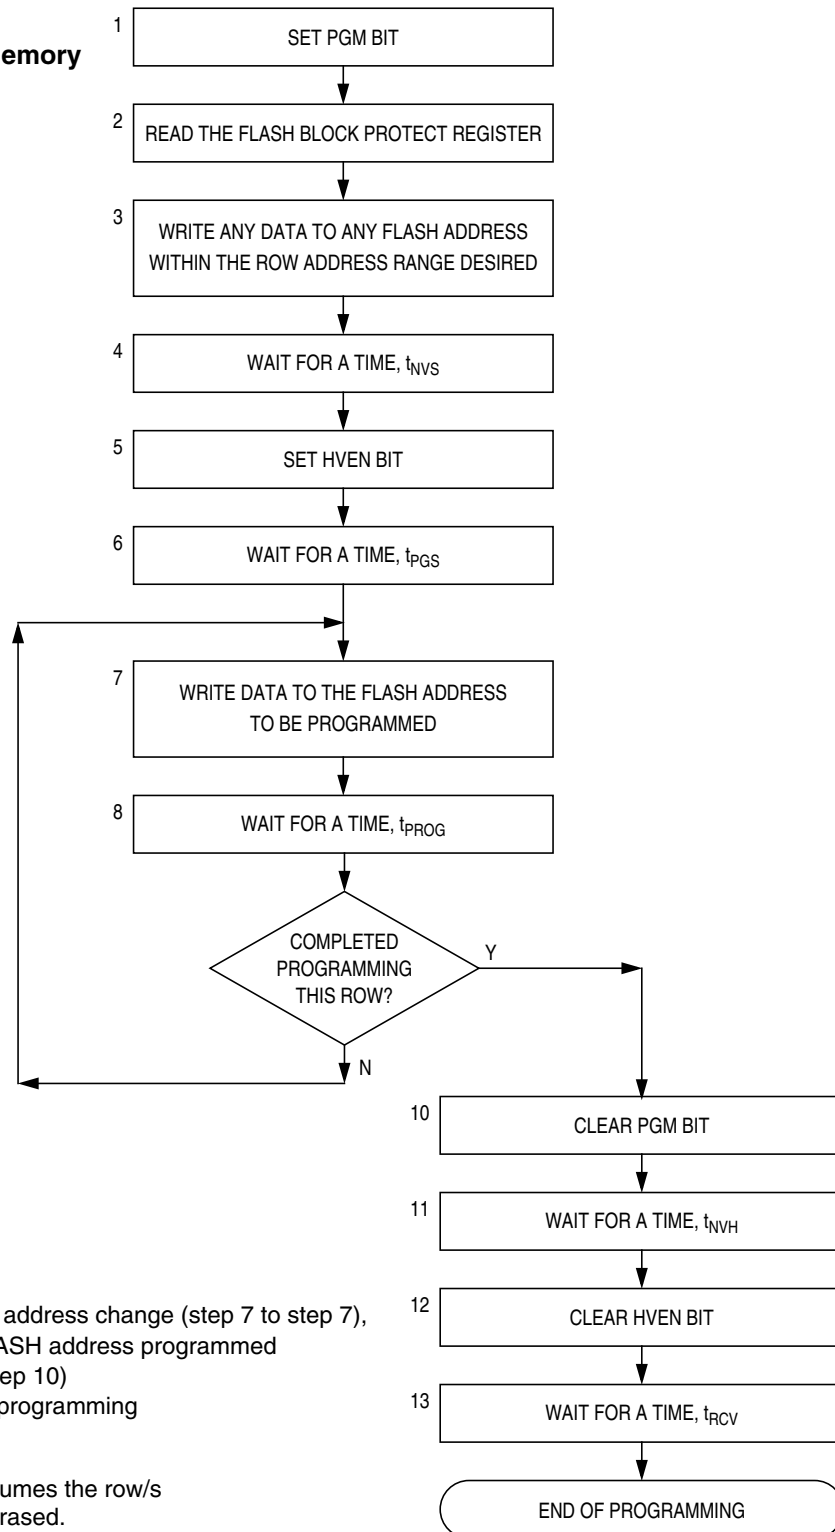 1
SET PGM BIT
emory
2
READ THE FLASH BLOCK PROTECT REGISTER
3
WRITE ANY DATA TO ANY FLASH ADDRESS
WITHIN THE ROW ADDRESS RANGE DESIRED
4
WAIT FOR A TIME, tNVS
5
SET HVEN BIT
6
WAIT FOR A TIME, tPGS
7
WRITE DATA TO THE FLASH ADDRESS
TO BE PROGRAMMED
8
WAIT FOR A TIME, tPROG
COMPLETED
PROGRAMMING
THIS ROW?
Y
N
10
CLEAR PGM BIT
11
WAIT FOR A TIME, tNVH
12
CLEAR HVEN BIT
13
WAIT FOR A TIME, tRCV
END OF PROGRAMMING
address change (step 7 to step 7),
ASH address programmed
ep 10)
programming
umes the row/s
rased.